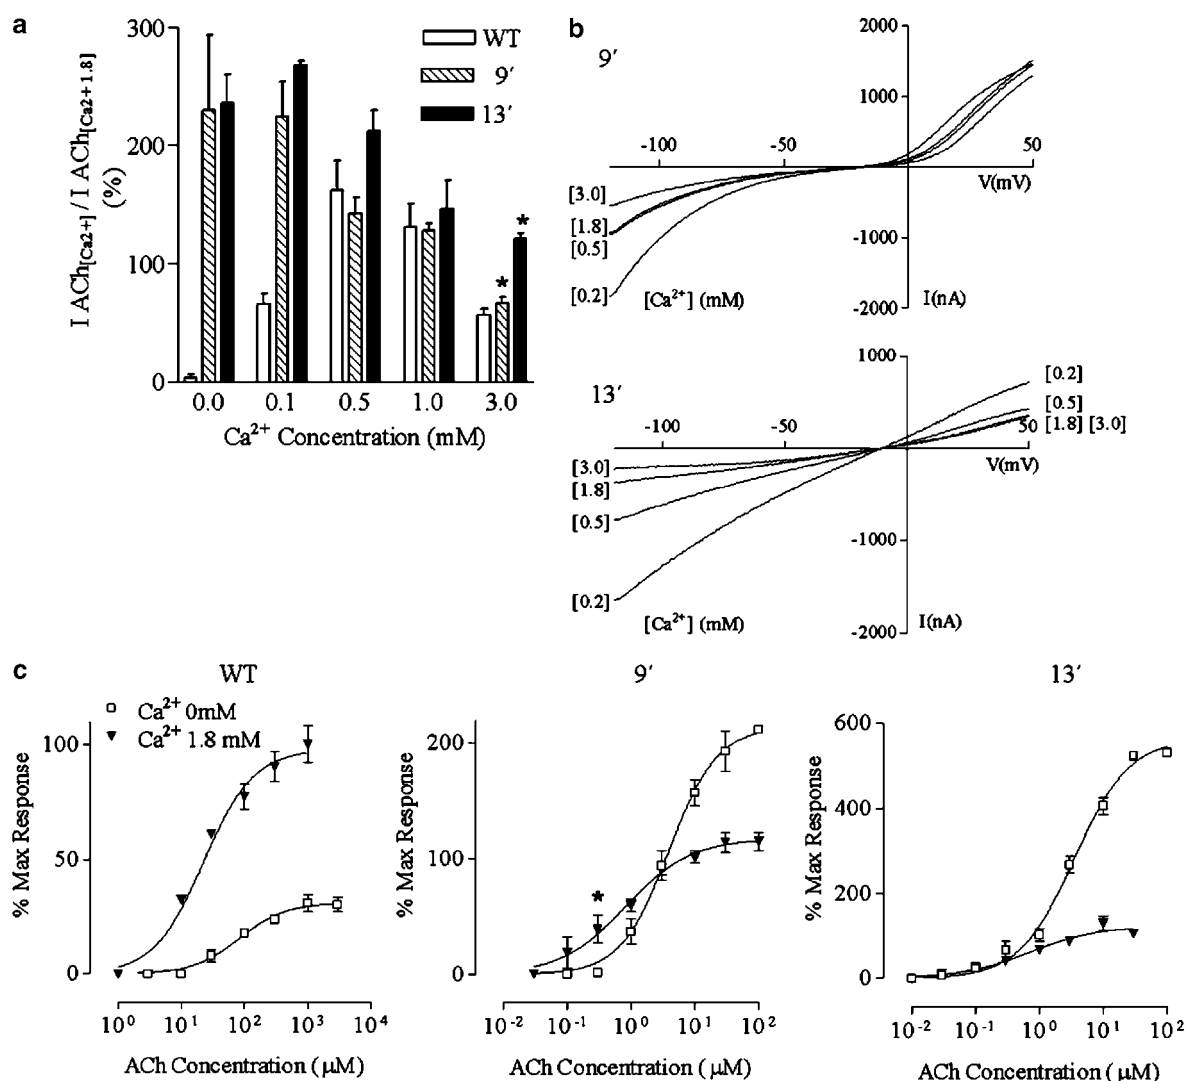 a
300
200
100
0
I ACh[Ca2+] / I ACh[Ca2+ 1.8]
(%)
WT
9′
13′
*
*
0.0 0.1 0.5 1.0 3.0
Ca2+ Concentration (mM)
b
9′
2000
1000
-100 -50 50
V(mV)
[3.0]
[1.8]
[0.5]
[0.2]
-1000
-2000
[Ca2+] (mM)
I(nA)
13′
1000
[0.2]
[0.5]
[1.8] [3.0]
-100 -50 50
V(mV)
[3.0]
[1.8]
[0.5]
[0.2]
-1000
-2000
[Ca2+] (mM)
I(nA)
c
WT
Ca2+ 0mM
Ca2+ 1.8 mM
100
50
0
% Max Response
10^0 10^1 10^2 10^3 10^4
ACh Concentration (μM)
9′
200
100
0
*
% Max Response
10^-2 10^-1 10^0 10^1 10^2
ACh Concentration (μM)
13′
600
400
200
0
% Max Response
10^-2 10^-1 10^0 10^1 10^2
ACh Concentration (μM)